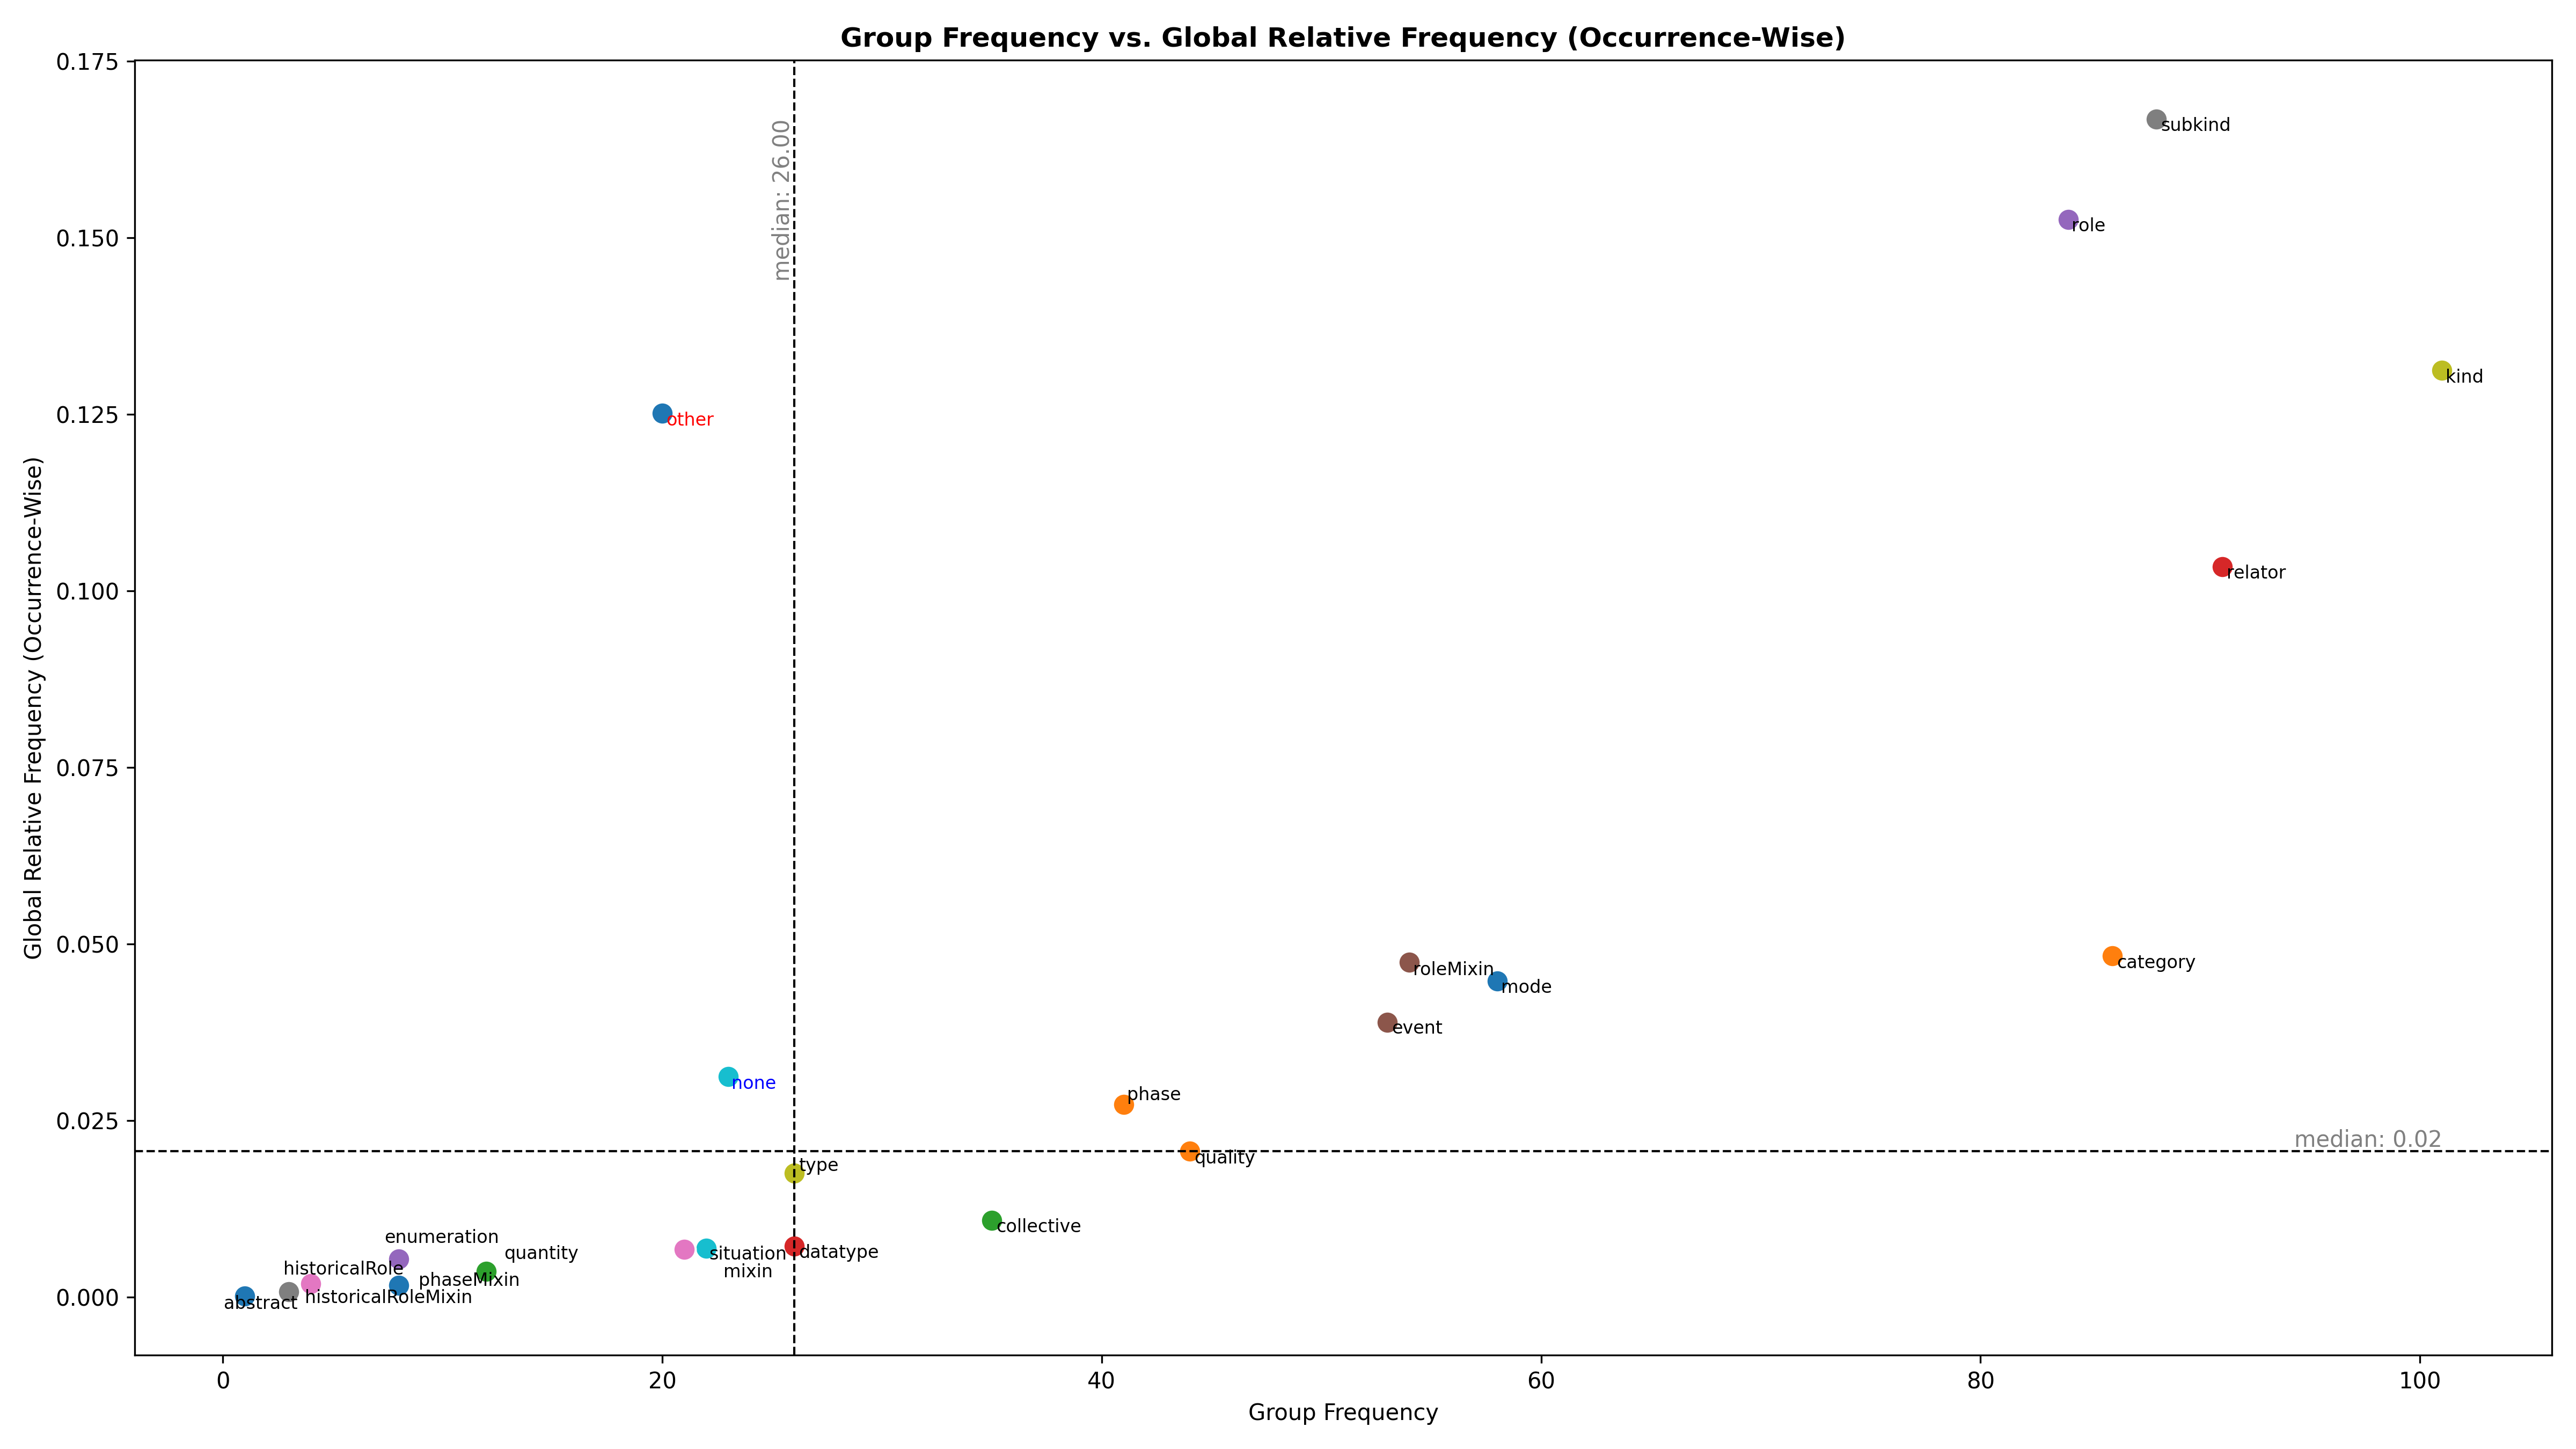 Group Frequency vs. Global Relative Frequency (Occurrence-Wise)
Global Relative Frequency (Occurrence-Wise)
0.175
0.150
0.125
0.100
0.075
0.050
0.025
0.000
median: 26.00
subkind
role
kind
other
relator
category
roleMixin
mode
event
none
phase
median: 0.02
quality
type
collective
enumeration
quantity
situation
datatype
mixin
historicalRole
phaseMixin
historicalRoleMixin
abstract
0
20
40
60
80
100
Group Frequency